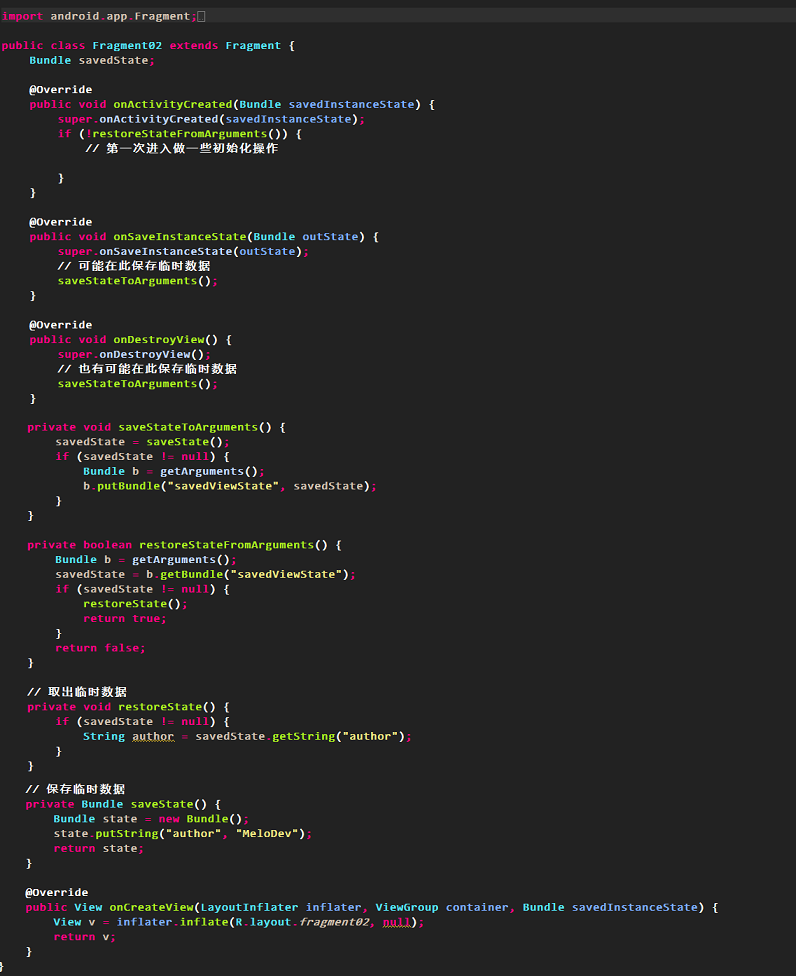 import android.app.Fragment;
public class Fragment02 extends Fragment {
    Bundle savedState;
    @Override
    public void onActivityCreated(Bundle savedInstanceState) {
        super.onActivityCreated(savedInstanceState);
        if (!restoreStateFromArguments()) {
            // 第一次进入做一些初始化操作
        }
    }
    @Override
    public void onSaveInstanceState(Bundle outState) {
        super.onSaveInstanceState(outState);
        // 可能在此保存临时数据
        saveStateToArguments();
    }
    @Override
    public void onDestroyView() {
        super.onDestroyView();
        // 也有可能在此保存临时数据
        saveStateToArguments();
    }
    private void saveStateToArguments() {
        savedState = saveState();
        if (savedState != null) {
            Bundle b = getArguments();
            b.putBundle("savedViewState", savedState);
        }
    }
    private boolean restoreStateFromArguments() {
        Bundle b = getArguments();
        savedState = b.getBundle("savedViewState");
        if (savedState != null) {
            restoreState();
            return true;
        }
        return false;
    }
    // 取出临时数据
    private void restoreState() {
        if (savedState != null) {
            String author = savedState.getString("author");
        }
    }
    // 保存临时数据
    private Bundle saveState() {
        Bundle state = new Bundle();
        state.putString("author", "MeloDev");
        return state;
    }
    @Override
    public View onCreateView(LayoutInflater inflater, ViewGroup container, Bundle savedInstanceState) {
        View v = inflater.inflate(R.layout.fragment02, null);
        return v;
    }
}